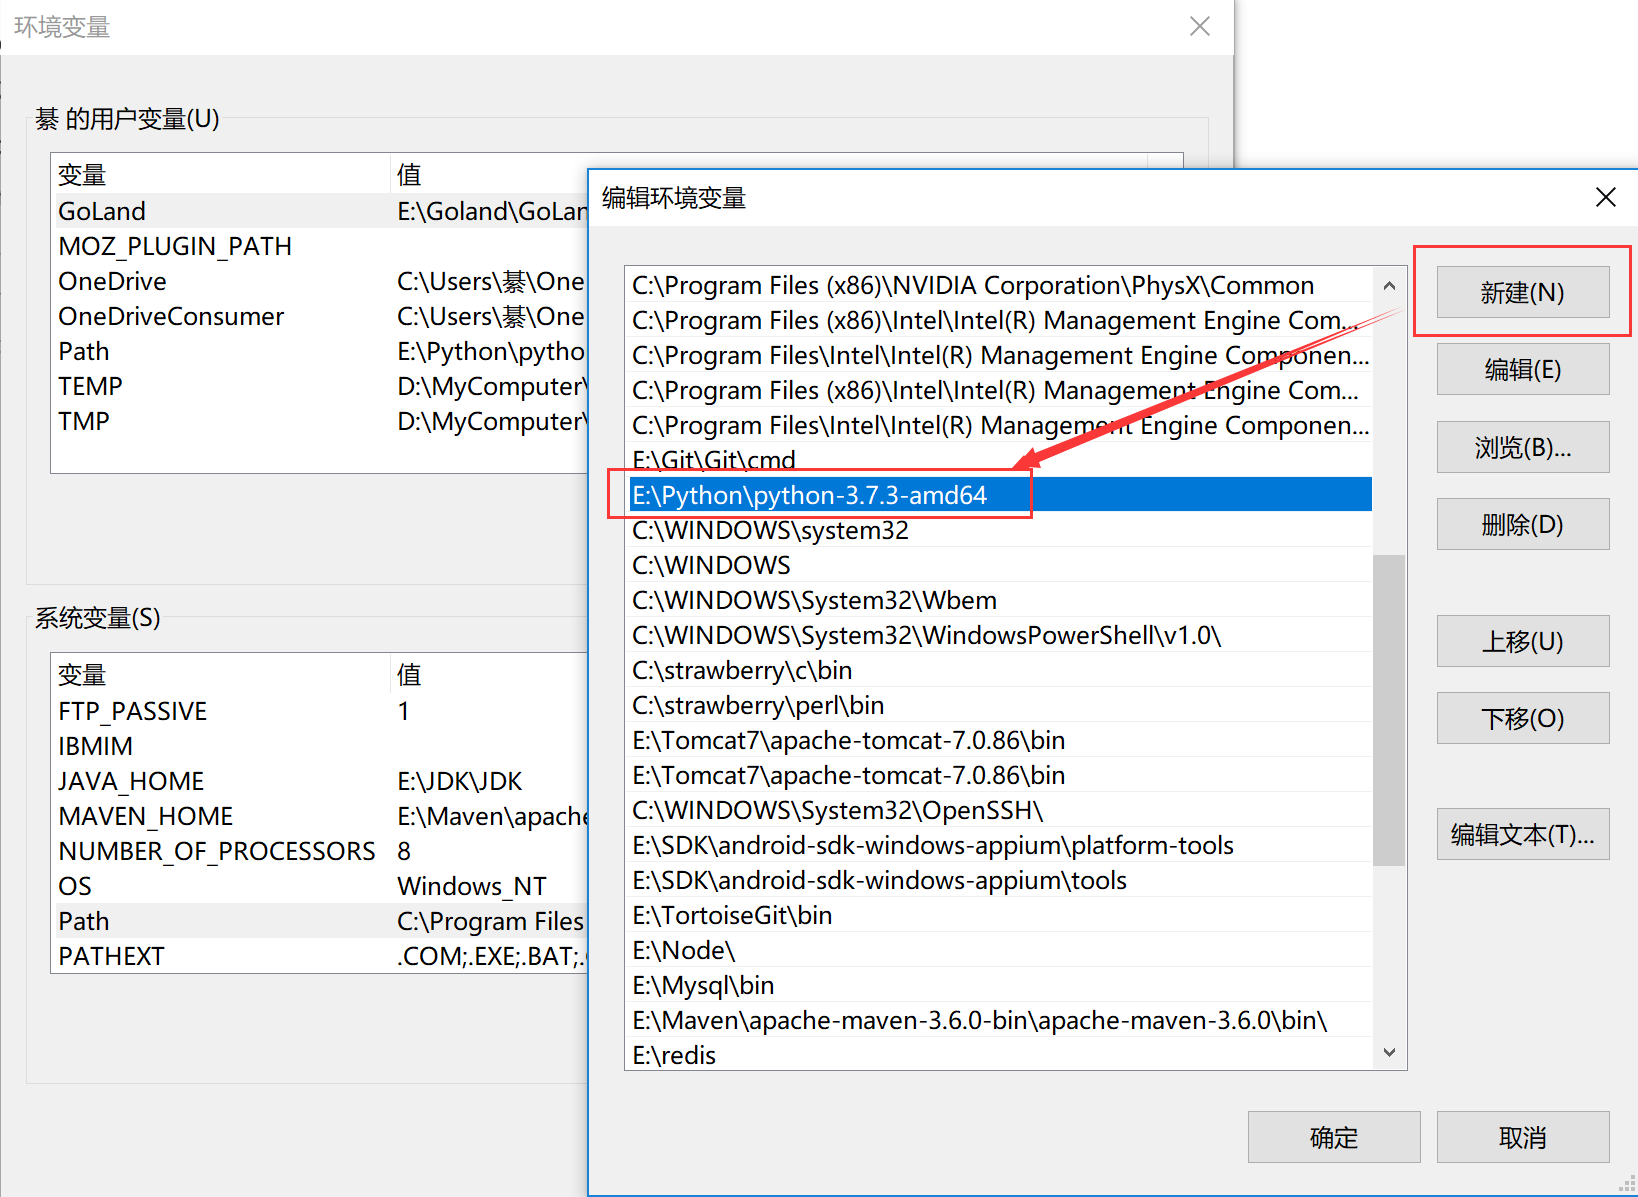 环境变量
綦 的用户变量(U)
变量 值
GoLand E:\Goland\GoLan
MOZ_PLUGIN_PATH
OneDrive C:\Users\綦\One
OneDriveConsumer C:\Users\綦\One
Path E:\Python\pytho
TEMP D:\MyComputer\
TMP D:\MyComputer\
系统变量(S)
变量 值
FTP_PASSIVE 1
IBMIM
JAVA_HOME E:\JDK\JDK
MAVEN_HOME E:\Maven\apache
NUMBER_OF_PROCESSORS 8
OS Windows_NT
Path C:\Program Files
PATHEXT .COM;.EXE;.BAT;.
编辑环境变量
C:\Program Files (x86)\NVIDIA Corporation\PhysX\Common
C:\Program Files (x86)\Intel\Intel(R) Management Engine Com...
C:\Program Files\Intel\Intel(R) Management Engine Componen...
C:\Program Files (x86)\Intel\Intel(R) Management Engine Com...
C:\Program Files\Intel\Intel(R) Management Engine Componen...
E:\Git\Git\cmd
E:\Python\python-3.7.3-amd64
C:\WINDOWS\system32
C:\WINDOWS
C:\WINDOWS\System32\Wbem
C:\WINDOWS\System32\WindowsPowerShell\v1.0\
C:\strawberry\c\bin
C:\strawberry\perl\bin
E:\Tomcat7\apache-tomcat-7.0.86\bin
E:\Tomcat7\apache-tomcat-7.0.86\bin
C:\WINDOWS\System32\OpenSSH\
E:\SDK\android-sdk-windows-appium\platform-tools
E:\SDK\android-sdk-windows-appium\tools
E:\TortoiseGit\bin
E:\Node\
E:\Mysql\bin
E:\Maven\apache-maven-3.6.0-bin\apache-maven-3.6.0\bin\
E:\redis
新建(N)
编辑(E)
浏览(B)...
删除(D)
上移(U)
下移(O)
编辑文本(T)...
确定
取消